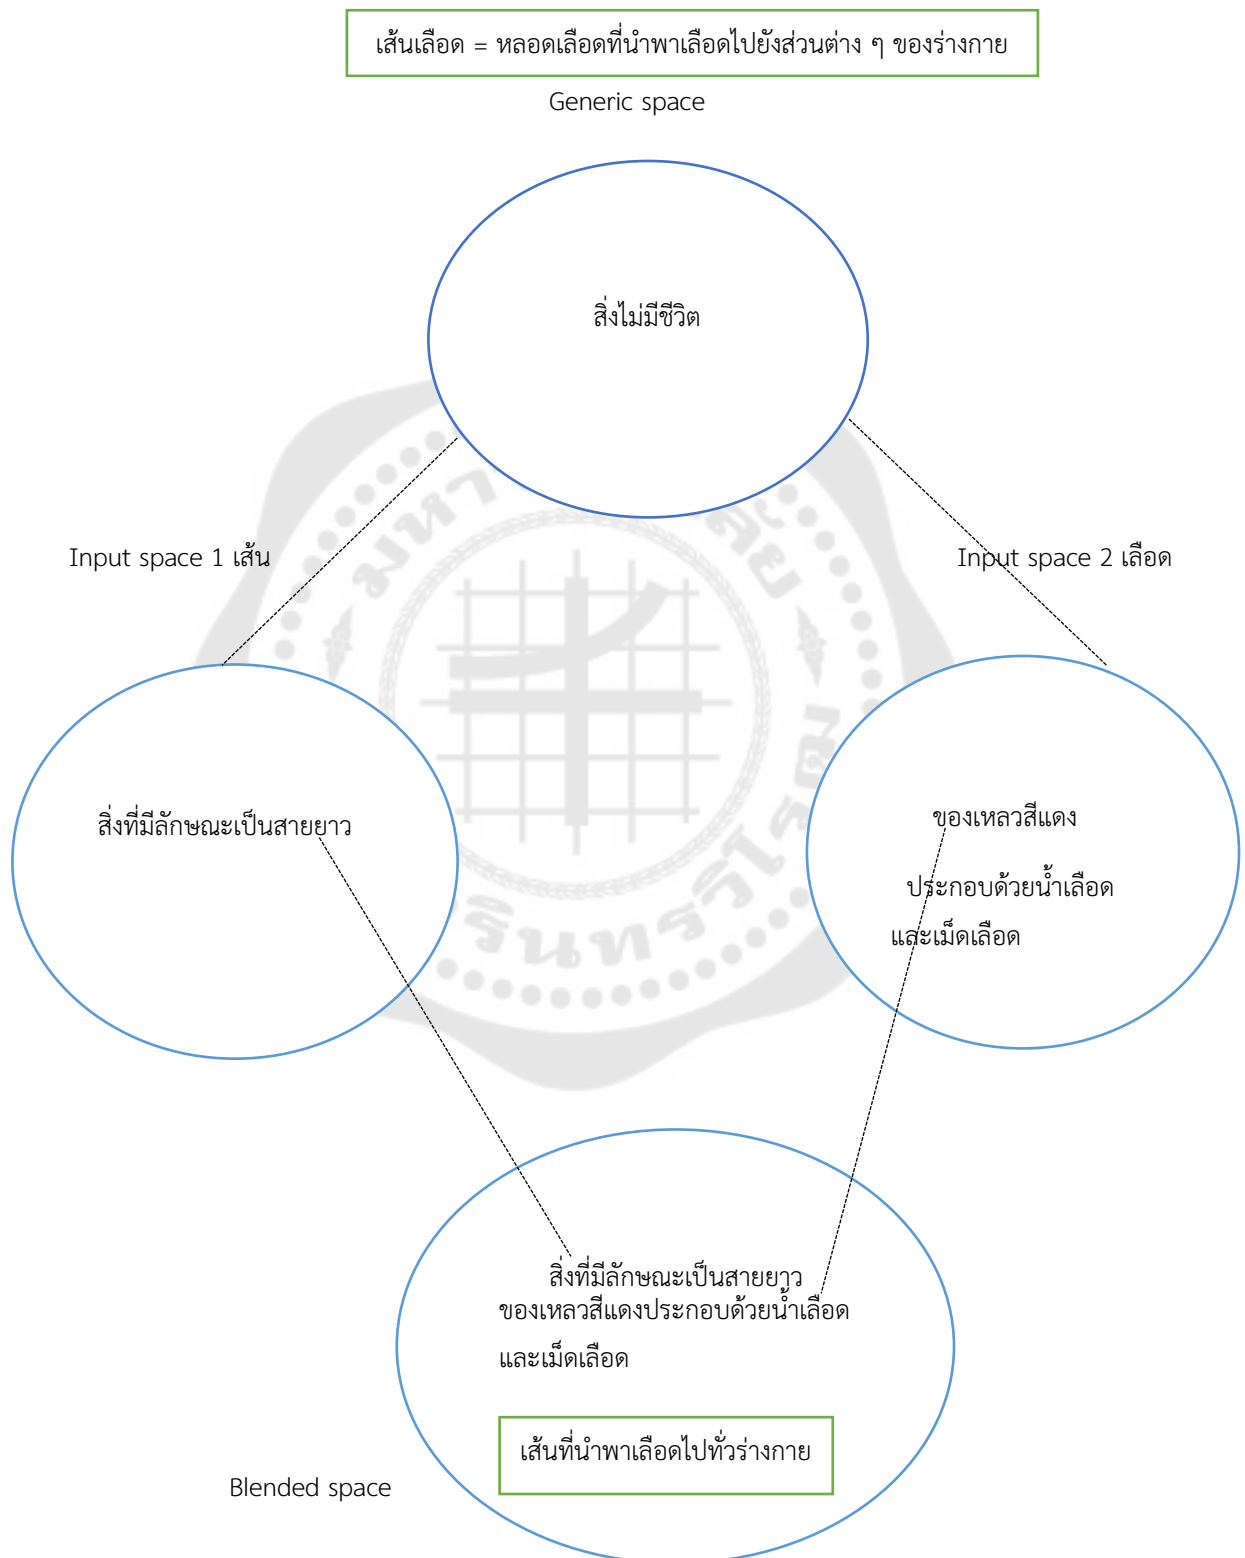 เส้นเลือด = หลอดเลือดที่นำพาเลือดไปยังส่วนต่าง ๆ ของร่างกาย
Generic space
สิ่งไม่มีชีวิต
Input space 1 เส้น
Input space 2 เลือด
สิ่งที่มีลักษณะเป็นสายยาว
ของเหลวสีแดง
ประกอบด้วยน้ำเลือด
และเม็ดเลือด
สิ่งที่มีลักษณะเป็นสายยาว
ของเหลวสีแดงประกอบด้วยน้ำเลือด
และเม็ดเลือด
เส้นที่นำพาเลือดไปทั่วร่างกาย
Blended space